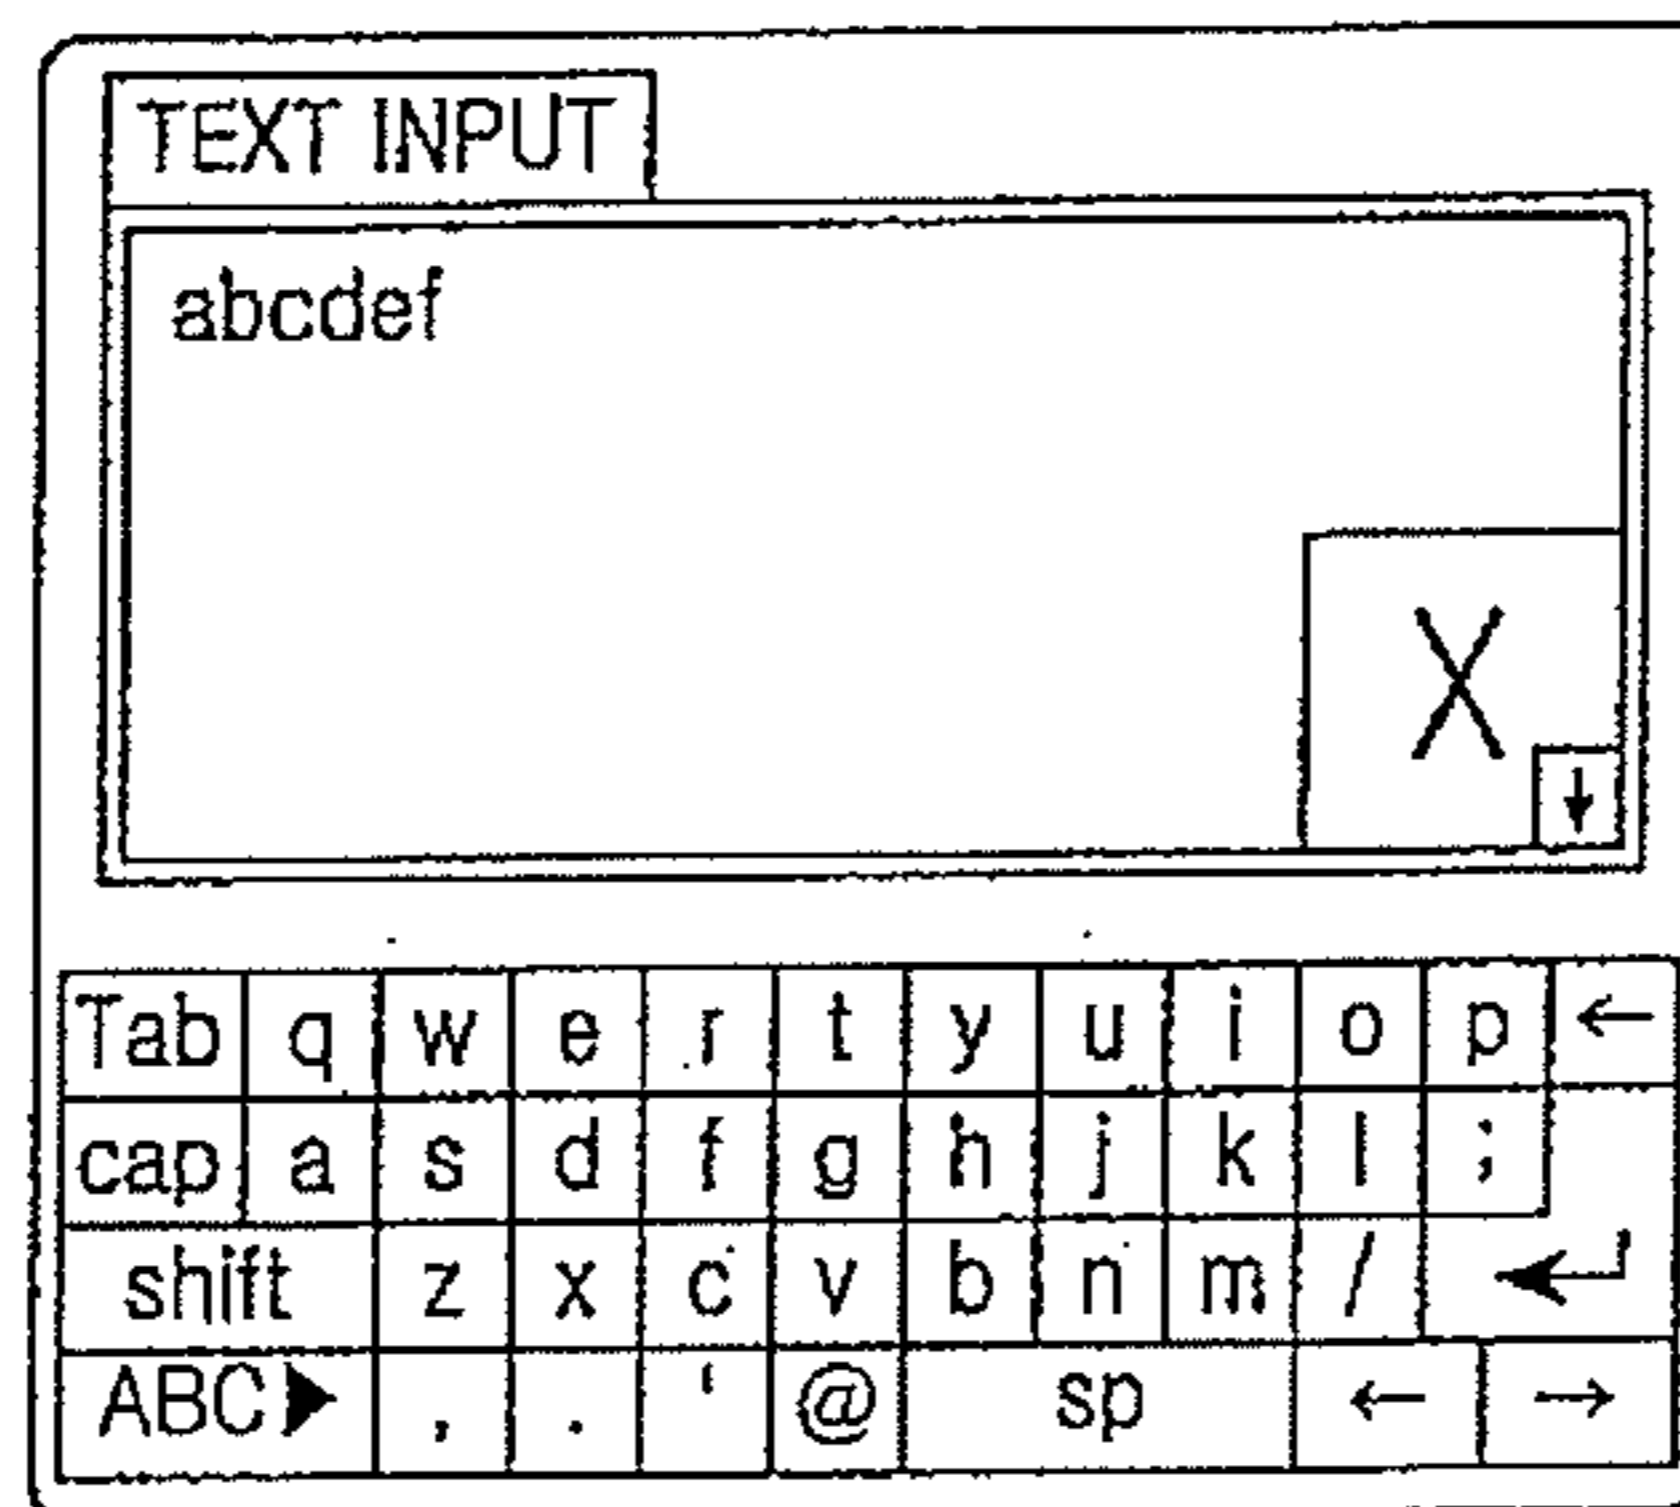 TEXT INPUT
abcdef
X
↓
Tab q w e r t y u i o p ←
cap a s d f g h j k l ;
shift z x c v b n m / ↵
ABC▶ , . ' @ sp ← →